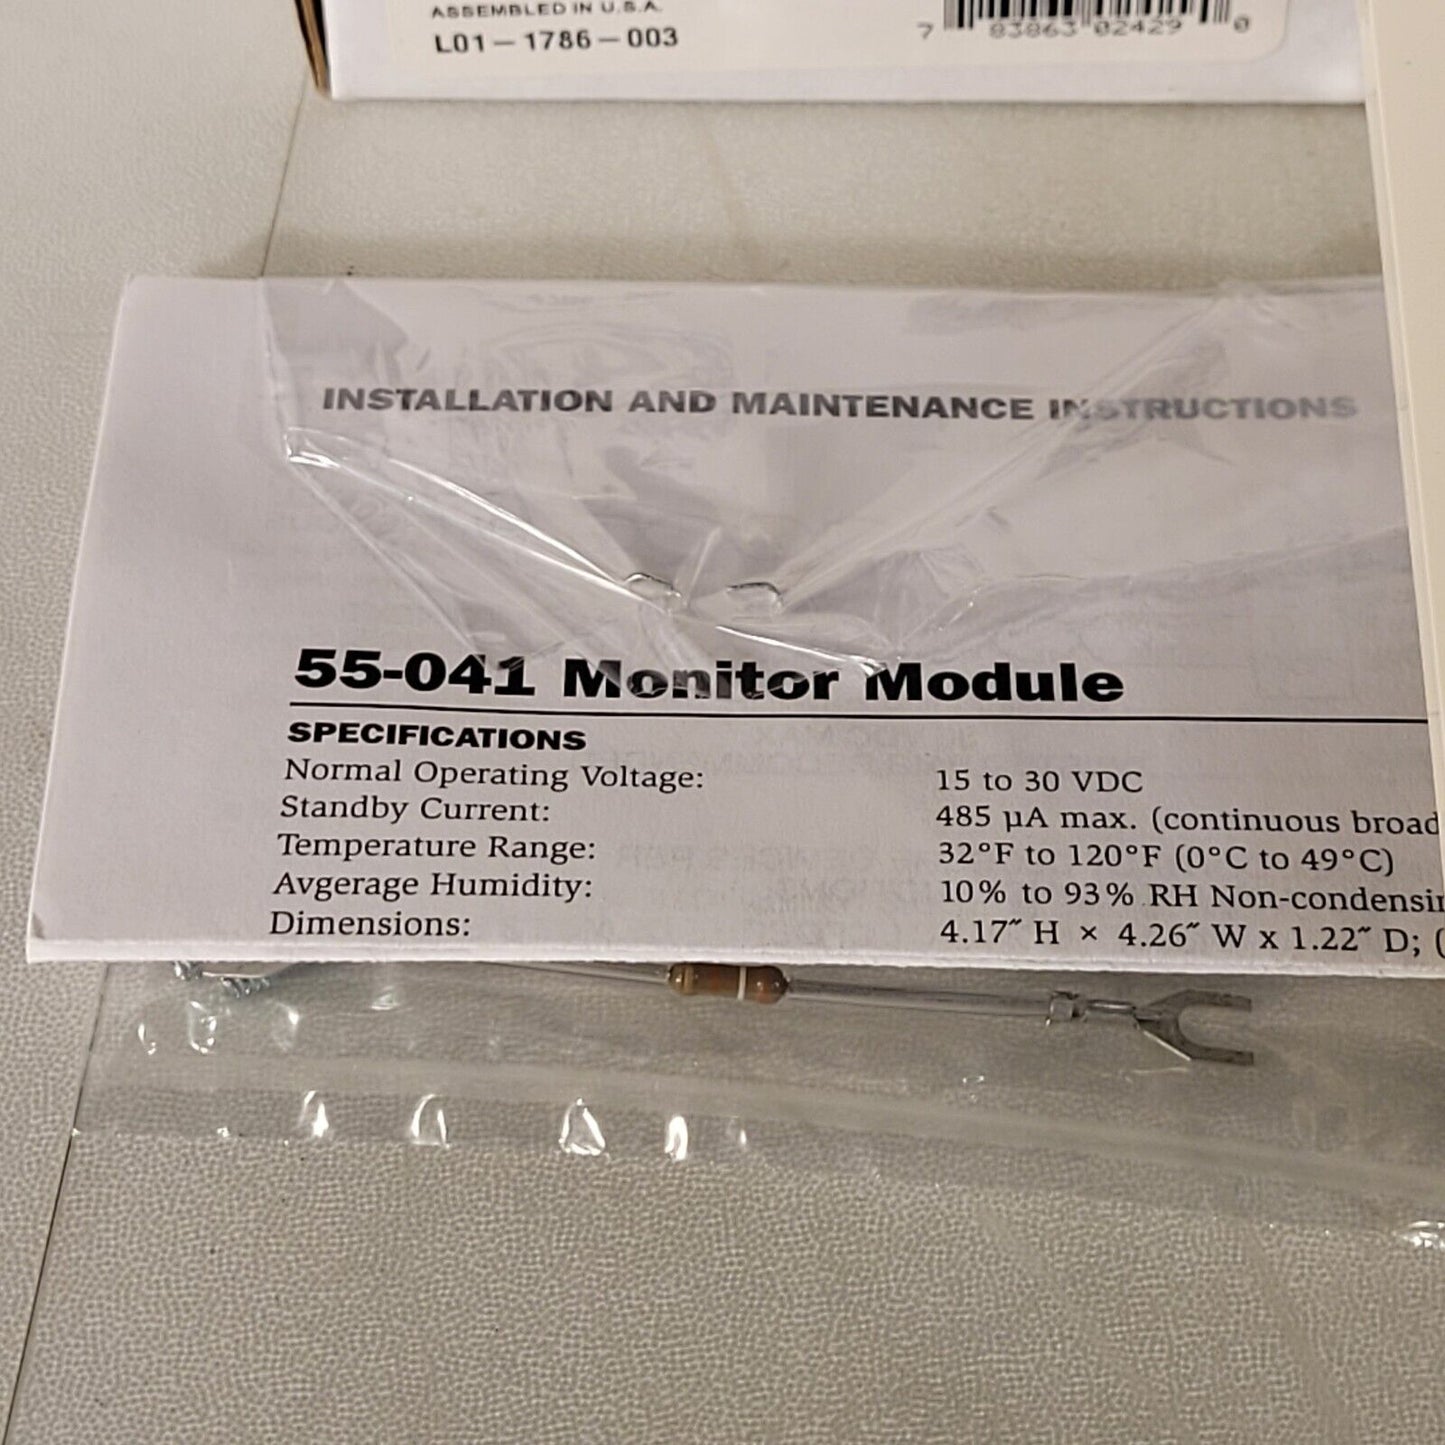 ASSEMBLED IN U.S.A.
L01-1786-003
7 83863 02429 0
INSTALLATION AND MAINTENANCE INSTRUCTIONS
55-041 Monitor Module
SPECIFICATIONS
Normal Operating Voltage: 15 to 30 VDC
Standby Current: 485 µA max. (continuous broad
Temperature Range: 32°F to 120°F (0°C to 49°C)
Avgerage Humidity: 10% to 93% RH Non-condensin
Dimensions: 4.17˝ H × 4.26˝ W x 1.22˝ D; (